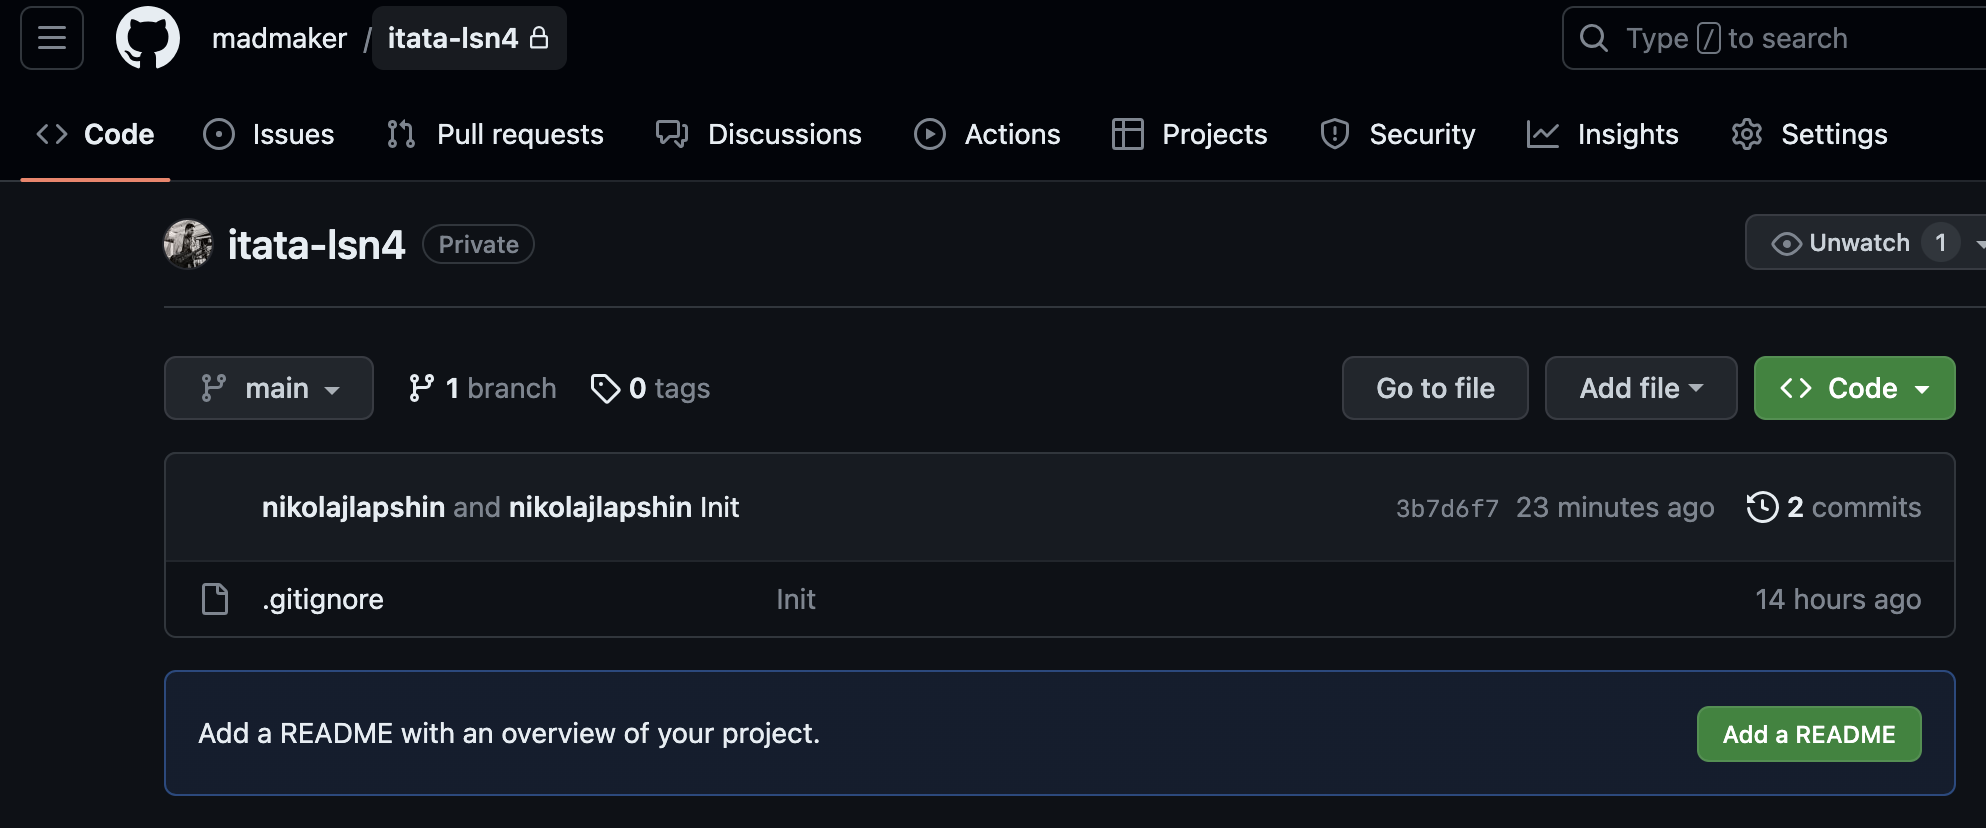 madmaker / itata-lsn4
Type / to search
Code Issues Pull requests Discussions Actions Projects Security Insights Settings
itata-lsn4 Private
Unwatch 1
main 1 branch 0 tags Go to file Add file Code
nikolajlapshin and nikolajlapshin Init 3b7d6f7 23 minutes ago 2 commits
.gitignore Init 14 hours ago
Add a README with an overview of your project. Add a README